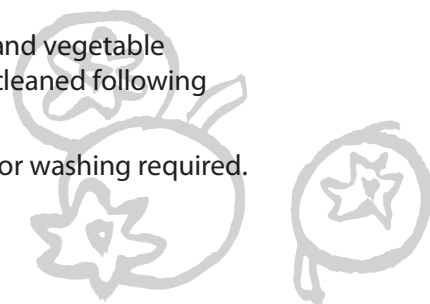 and vegetable
cleaned following
or washing required.